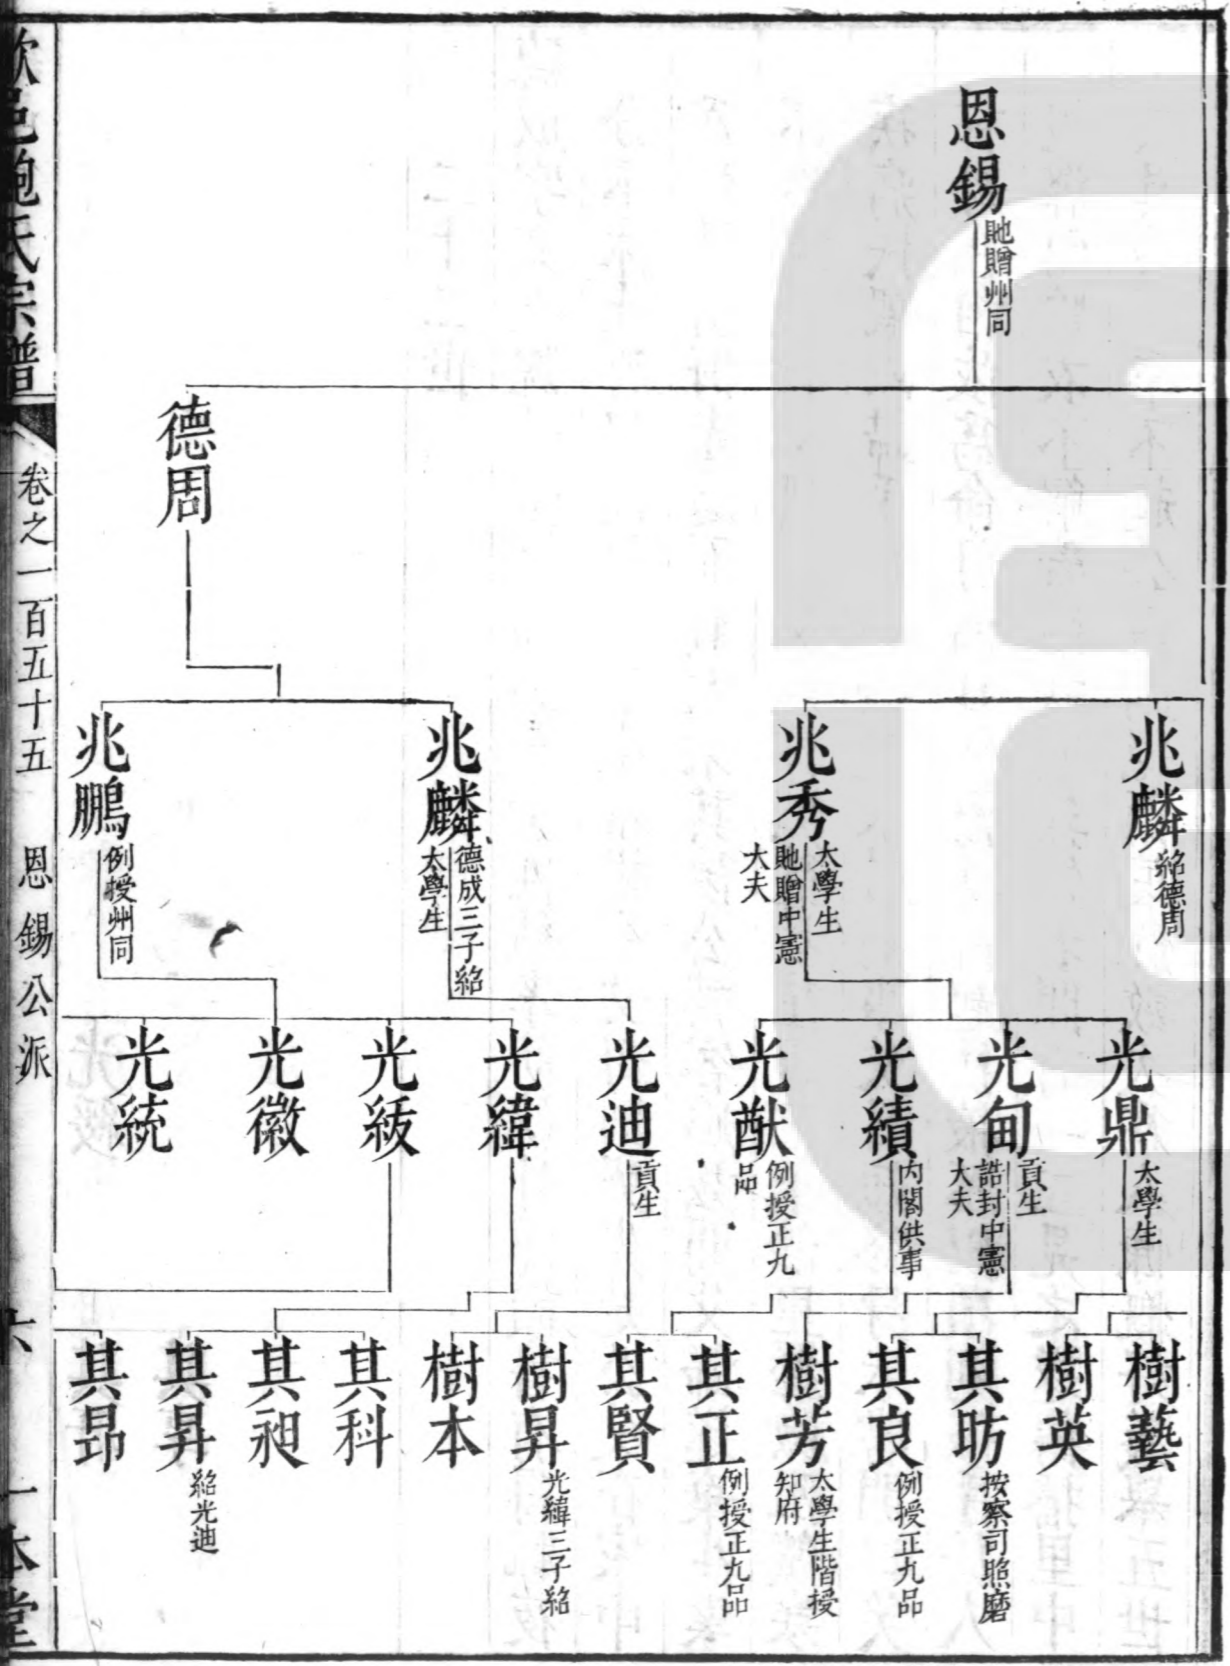 恩錫
貤贈州同
德周
兆麟
紹德周
兆秀
太學生
貤贈中憲
大夫
兆麟
德成三子紹
太學生
兆鵬
例授州同
光鼎
太學生
光甸
貢生
誥封中憲
大夫
光績
內閣供事
光猷
例授正九
品
光迪
貢生
光緯
光紱
光徽
光統
樹藝
樹英
其昉
按察司照磨
其良
例授正九品
樹芳
太學生階授
知府
其正
例授正九品
其賢
樹昇
光緯三子紹
樹本
其科
其昶
其昇
紹光迪
其昂
歙邑鮑氏宗譜
卷之一百五十五
恩錫公派
六
一本堂